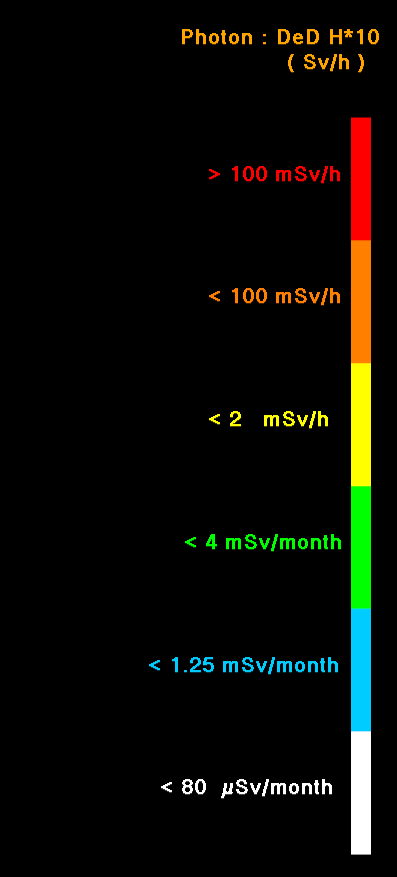 Photon : DeD H*10
( Sv/h )
> 100 mSv/h
< 100 mSv/h
< 2 mSv/h
< 4 mSv/month
< 1.25 mSv/month
< 80 µSv/month